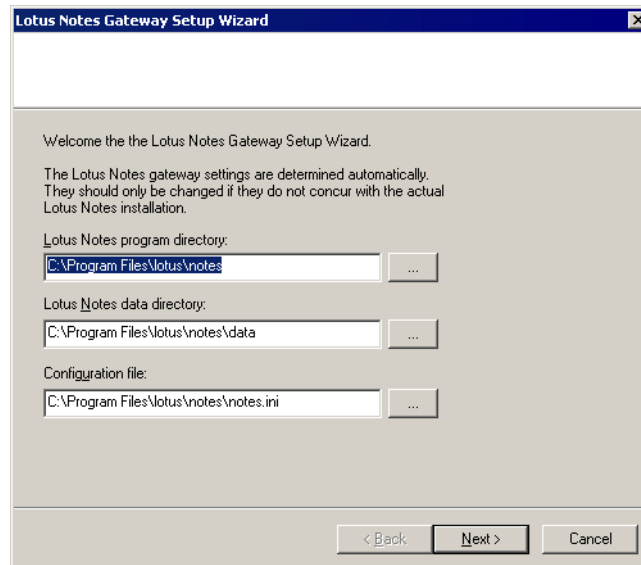 Lotus Notes Gateway Setup Wizard
Welcome the the Lotus Notes Gateway Setup Wizard.
The Lotus Notes gateway settings are determined automatically.
They should only be changed if they do not concur with the actual
Lotus Notes installation.
Lotus Notes program directory:
C:\Program Files\lotus\notes
...
Lotus Notes data directory:
C:\Program Files\lotus\notes\data
...
Configuration file:
C:\Program Files\lotus\notes\notes.ini
...
< Back Next > Cancel